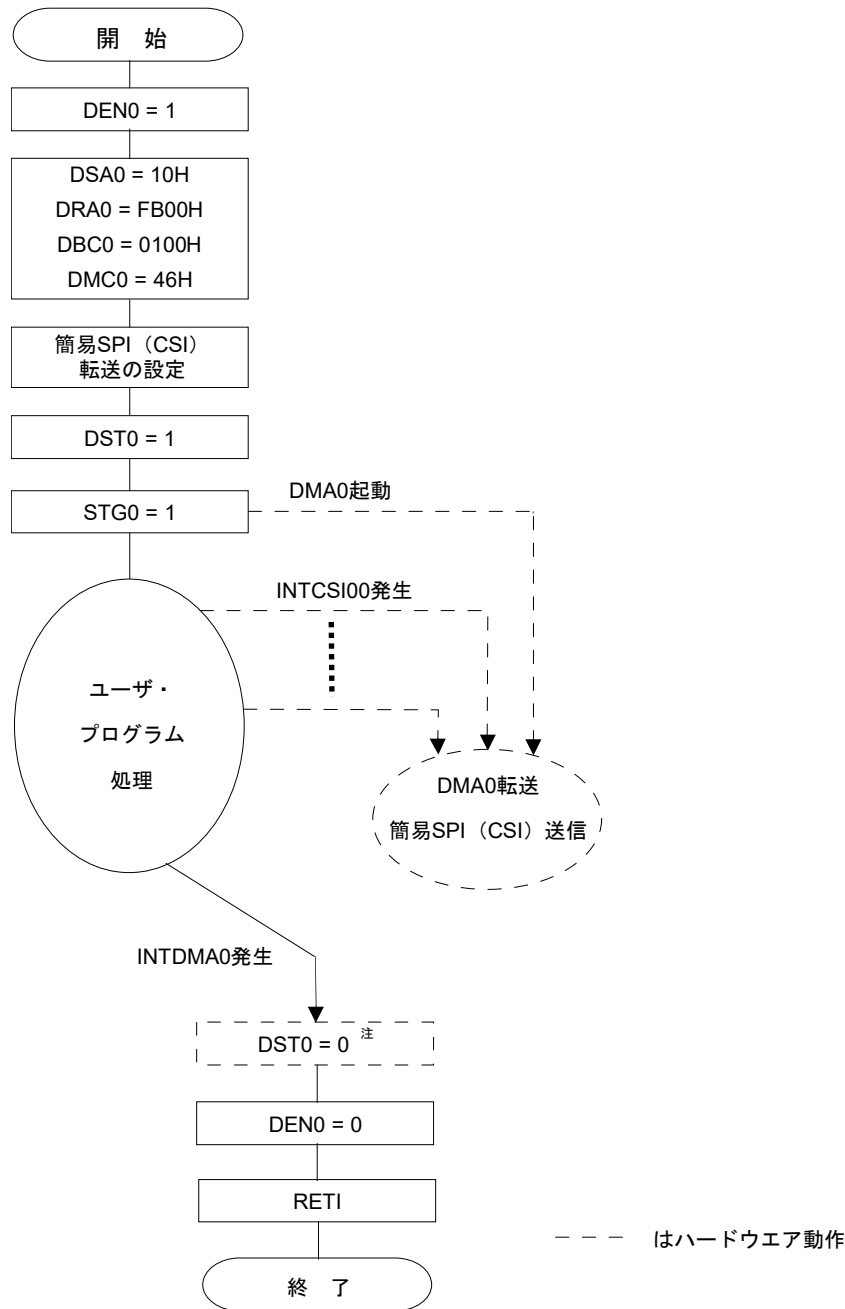 開 始
DEN0 = 1
DSA0 = 10H
DRA0 = FB00H
DBC0 = 0100H
DMC0 = 46H
簡易SPI（CSI）
転送の設定
DST0 = 1
STG0 = 1
DMA0起動
INTCSI00発生
ユーザ・
プログラム
処理
DMA0転送
簡易SPI（CSI）送信
INTDMA0発生
DST0 = 0 注
DEN0 = 0
RETI
はハードウエア動作
終 了